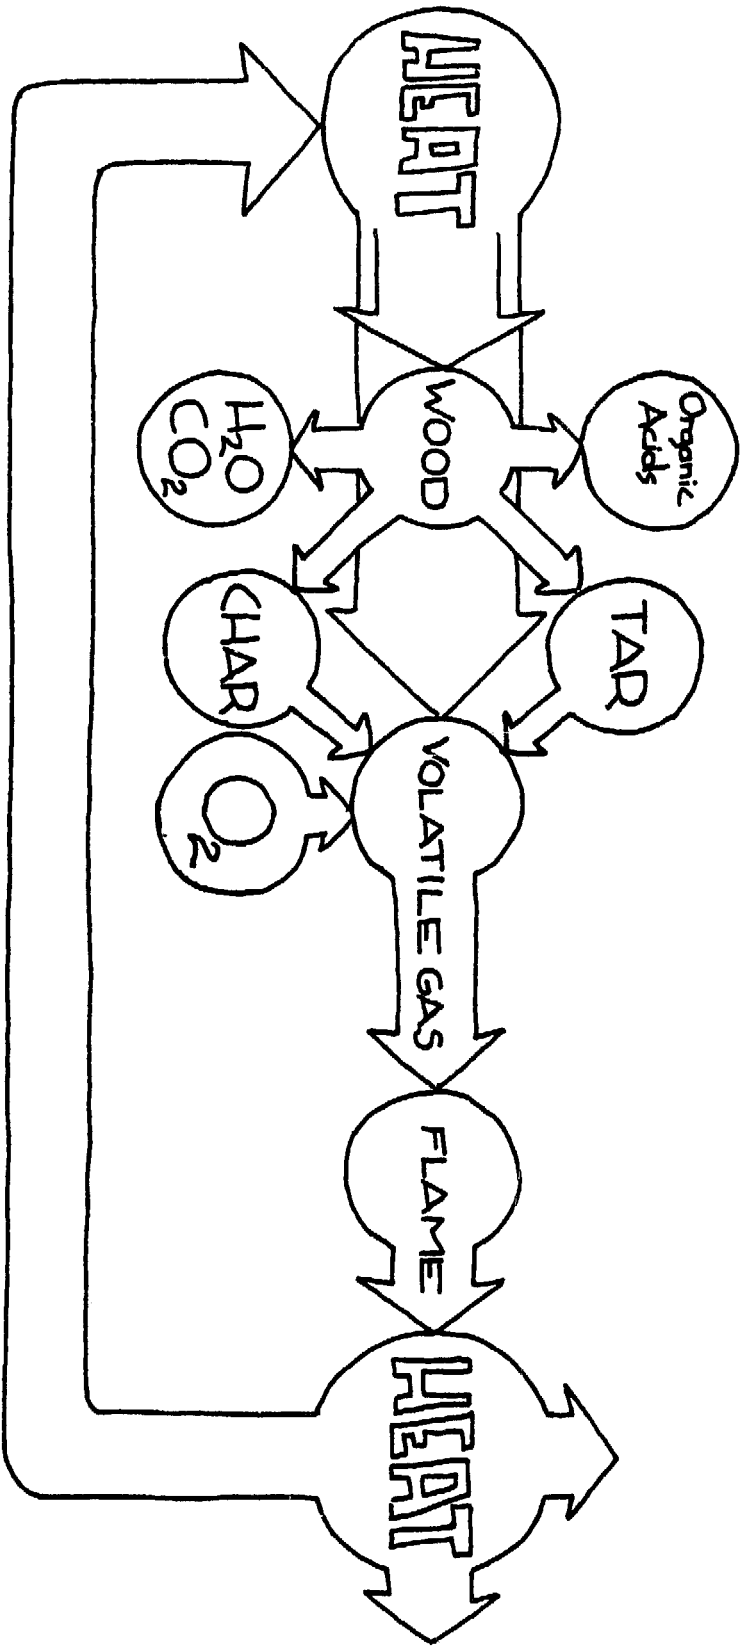 HEAT
Organic
Acids
WOOD
H₂O
CO₂
TAR
CHAR
VOLATILE GAS
O₂
FLAME
HEAT